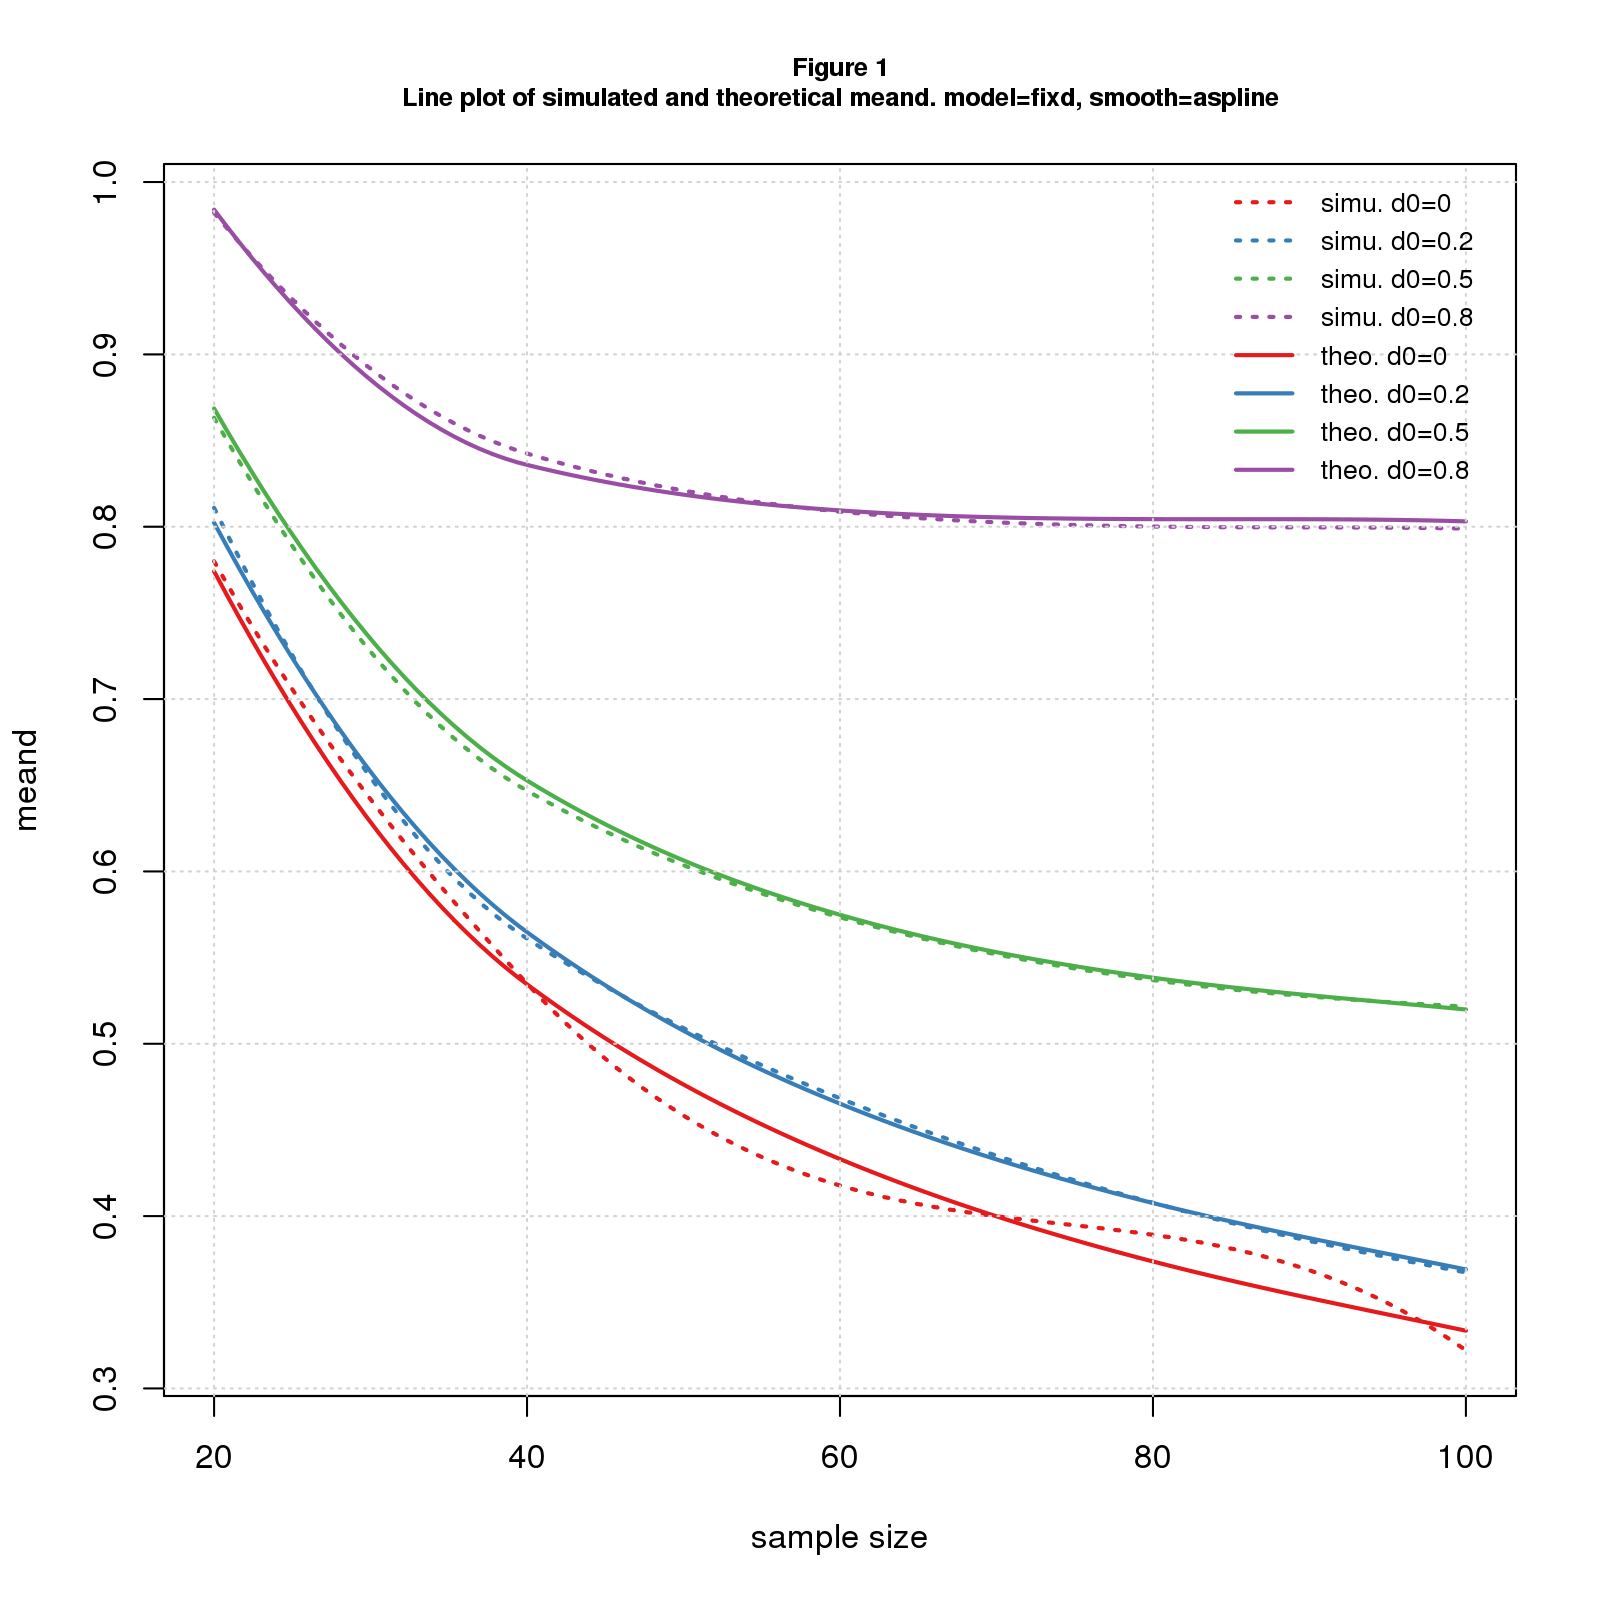 Figure 1
Line plot of simulated and theoretical meand. model=fixd, smooth=aspline
1.0
0.9
0.8
0.7
0.6
0.5
0.4
0.3
meand
simu. d0=0
simu. d0=0.2
simu. d0=0.5
simu. d0=0.8
theo. d0=0
theo. d0=0.2
theo. d0=0.5
theo. d0=0.8
20 40 60 80 100
sample size